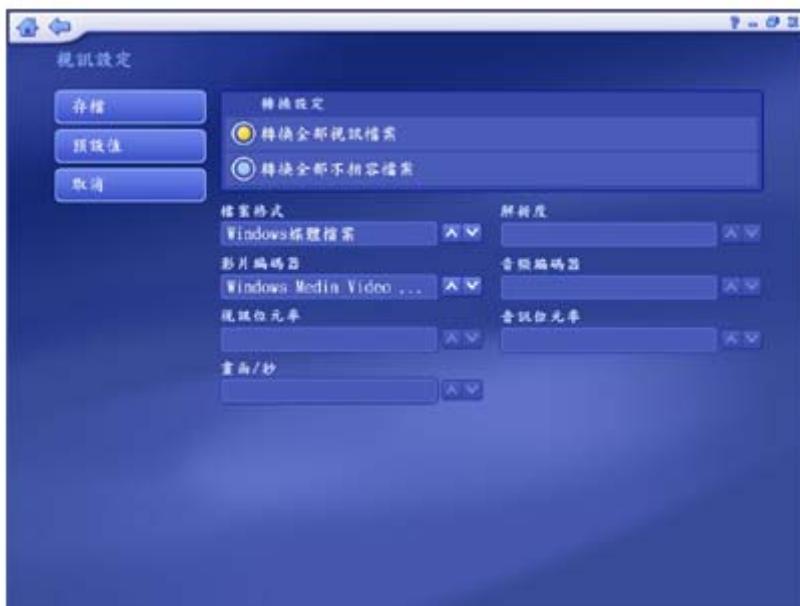 視訊設定
存檔
預設值
取消
轉換設定
轉換全部視訊檔案
轉換全部不相容檔案
檔案格式
解析度
Windows媒體檔案
影片編碼器
音頻編碼器
Windows Media Video ...
視訊位元率
音訊位元率
畫面/秒